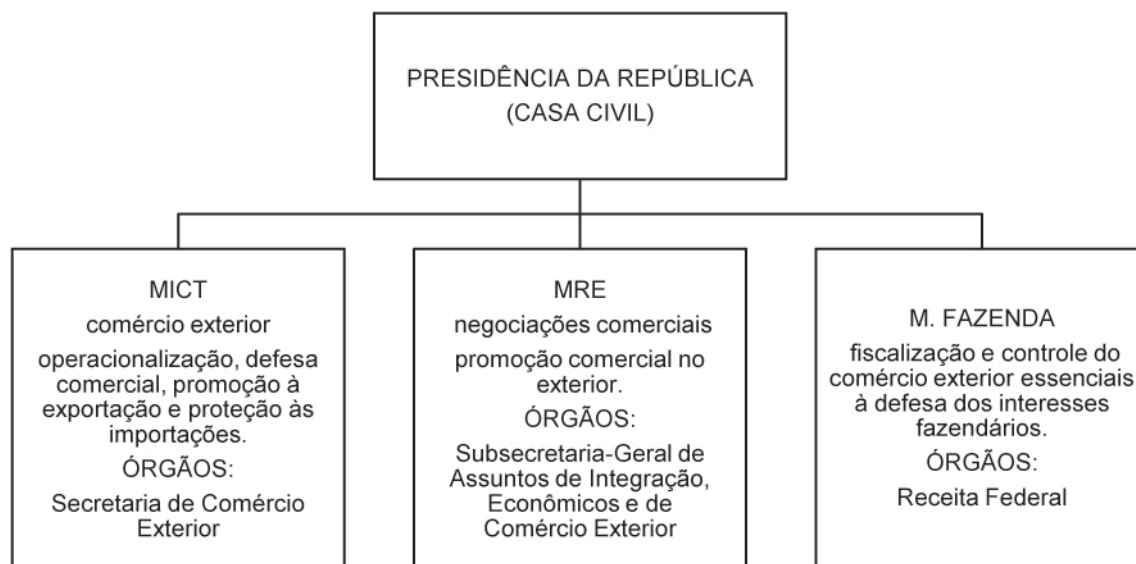 PRESIDÊNCIA DA REPÚBLICA
(CASA CIVIL)
MICT
comércio exterior
operacionalização, defesa
comercial, promoção à
exportação e proteção às
importações.
ÓRGÃOS:
Secretaria de Comércio
Exterior
MRE
negociações comerciais
promoção comercial no
exterior.
ÓRGÃOS:
Subsecretaria-Geral de
Assuntos de Integração,
Econômicos e de
Comércio Exterior
M. FAZENDA
fiscalização e controle do
comércio exterior essenciais
à defesa dos interesses
fazendários.
ÓRGÃOS:
Receita Federal